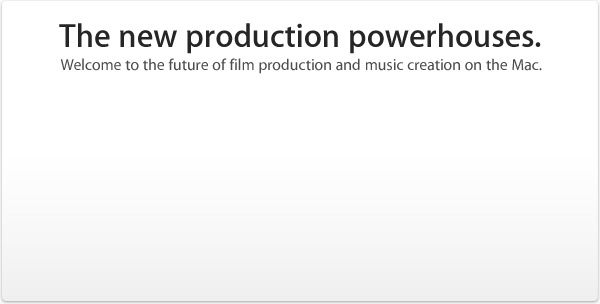 The new production powerhouses.
Welcome to the future of film production and music creation on the Mac.